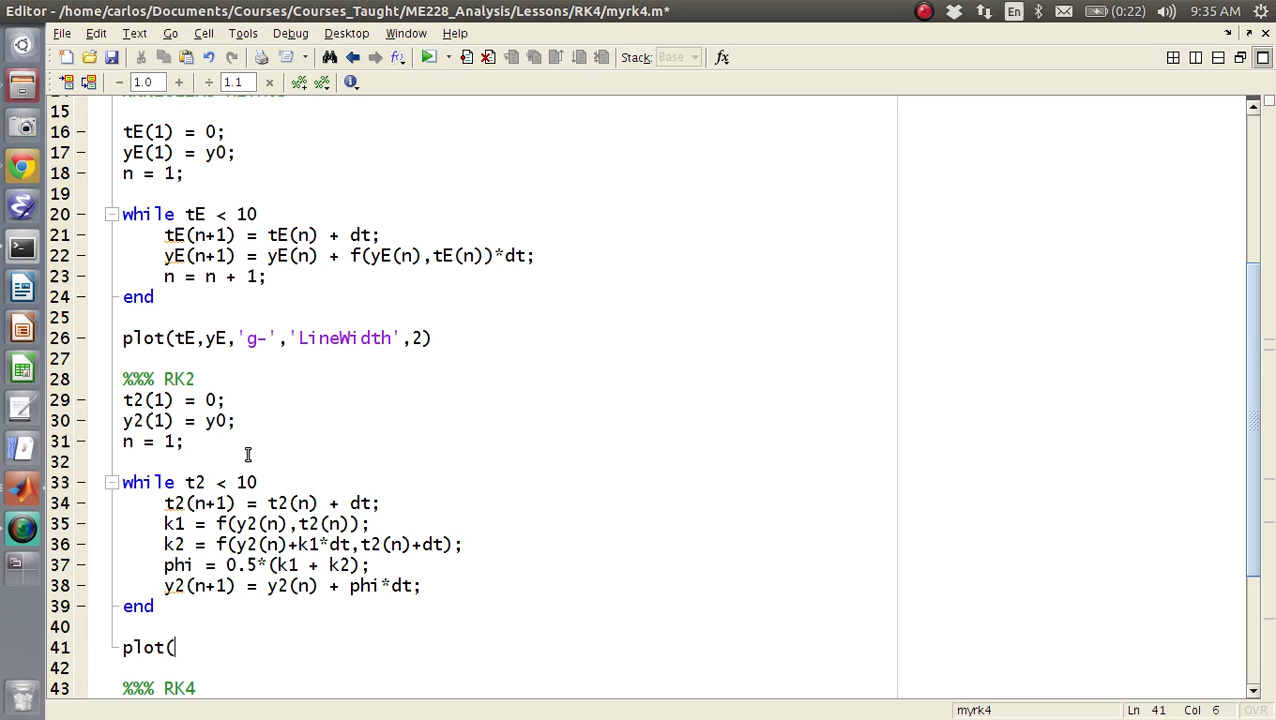 Editor - /home/carlos/Documents/Courses/Courses_Taught/ME228_Analysis/Lessons/RK4/myrk4.m*
En
(0:22)
9:35 AM
File Edit Text Go Cell Tools Debug Desktop Window Help
Stack: Base
1.0
1.1
15
16 tE(1) = 0;
17 yE(1) = y0;
18 n = 1;
19
20 while tE < 10
21 tE(n+1) = tE(n) + dt;
22 yE(n+1) = yE(n) + f(yE(n),tE(n))*dt;
23 n = n + 1;
24 end
25
26 plot(tE,yE,'g-','LineWidth',2)
27
28 %%% RK2
29 t2(1) = 0;
30 y2(1) = y0;
31 n = 1;
32
33 while t2 < 10
34 t2(n+1) = t2(n) + dt;
35 k1 = f(y2(n),t2(n));
36 k2 = f(y2(n)+k1*dt,t2(n)+dt);
37 phi = 0.5*(k1 + k2);
38 y2(n+1) = y2(n) + phi*dt;
39 end
40
41 plot(
42
43 %%% RK4
myrk4 Ln 41 Col 6 OVR